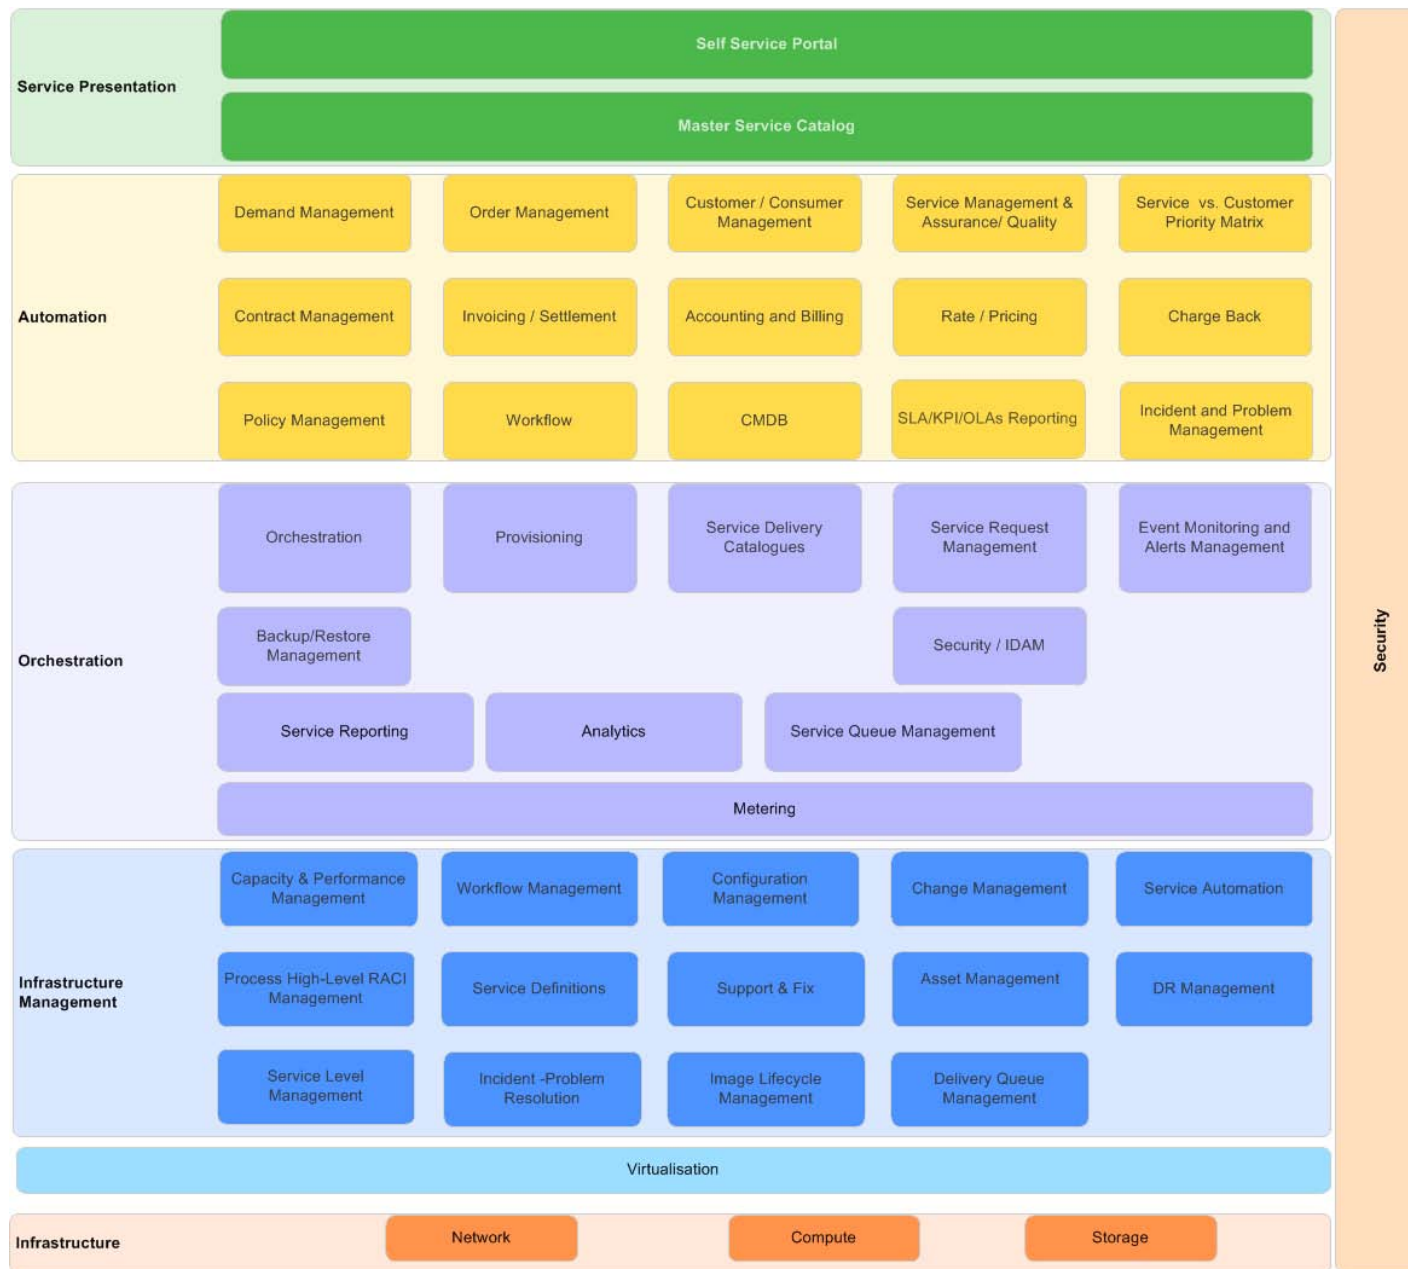 Self Service Portal
Service Presentation
Master Service Catalog
Demand Management
Order Management
Customer / Consumer
Management
Service Management &
Assurance/ Quality
Service vs. Customer
Priority Matrix
Automation
Contract Management
Invoicing / Settlement
Accounting and Billing
Rate / Pricing
Charge Back
Policy Management
Workflow
CMDB
SLA/KPI/OLAs Reporting
Incident and Problem
Management
Orchestration
Provisioning
Service Delivery
Catalogues
Service Request
Management
Event Monitoring and
Alerts Management
Orchestration
Backup/Restore
Management
Security / IDAM
Service Reporting
Analytics
Service Queue Management
Metering
Capacity & Performance
Management
Workflow Management
Configuration
Management
Change Management
Service Automation
Infrastructure
Management
Process High-Level RACI
Management
Service Definitions
Support & Fix
Asset Management
DR Management
Service Level
Management
Incident -Problem
Resolution
Image Lifecycle
Management
Delivery Queue
Management
Virtualisation
Infrastructure
Network
Compute
Storage
Security